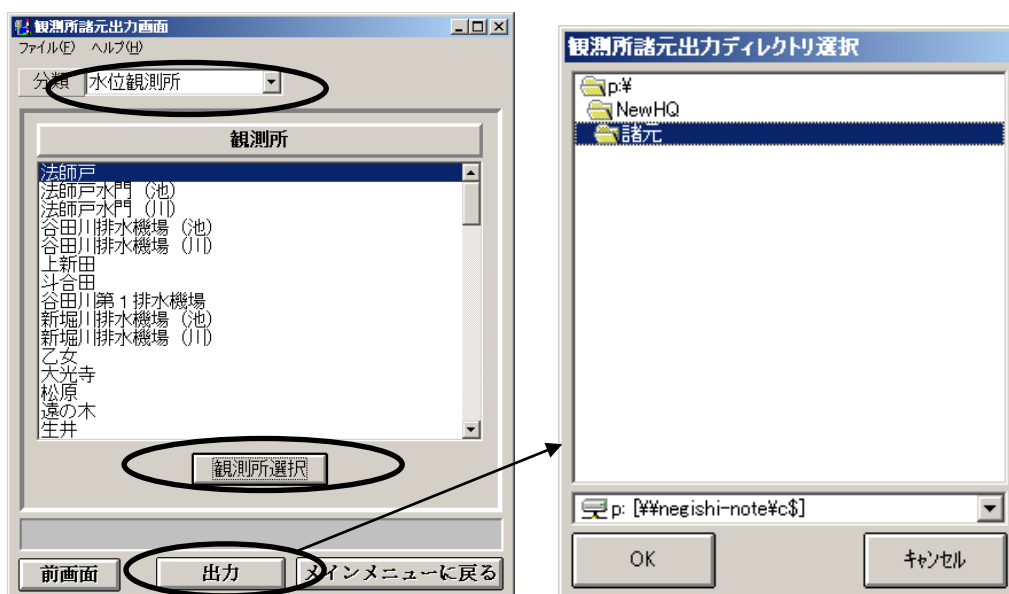 観測所諸元出力画面
ファイル(F) ヘルプ(H)
分類 水位観測所
観測所
法師戸
法師戸水門（池）
法師戸水門（川）
谷田川排水機場（池）
谷田川排水機場（川）
上新田
斗合田
谷田川第１排水機場
新堀川排水機場（池）
新堀川排水機場（川）
乙女
大光寺
松原
遠の木
生井
観測所選択
前画面 出力 メインメニューに戻る
観測所諸元出力ディレクトリ選択
p:¥
NewHQ
諸元
p: [¥¥negishi-note¥c$]
OK キャンセル